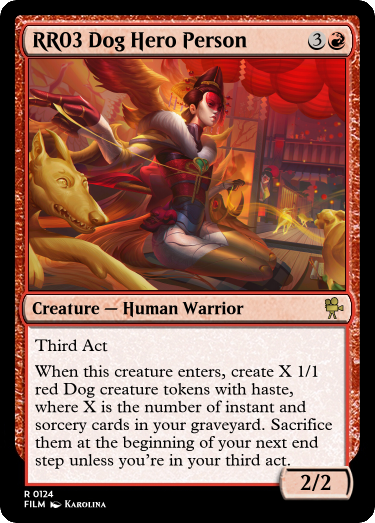 RR03 Dog Hero Person 3
Creature — Human Warrior
Third Act
When this creature enters, create X 1/1
red Dog creature tokens with haste,
where X is the number of instant and
sorcery cards in your graveyard. Sacrifice
them at the beginning of your next end
step unless you're in your third act.
2/2
R 0124
FILM Karolina